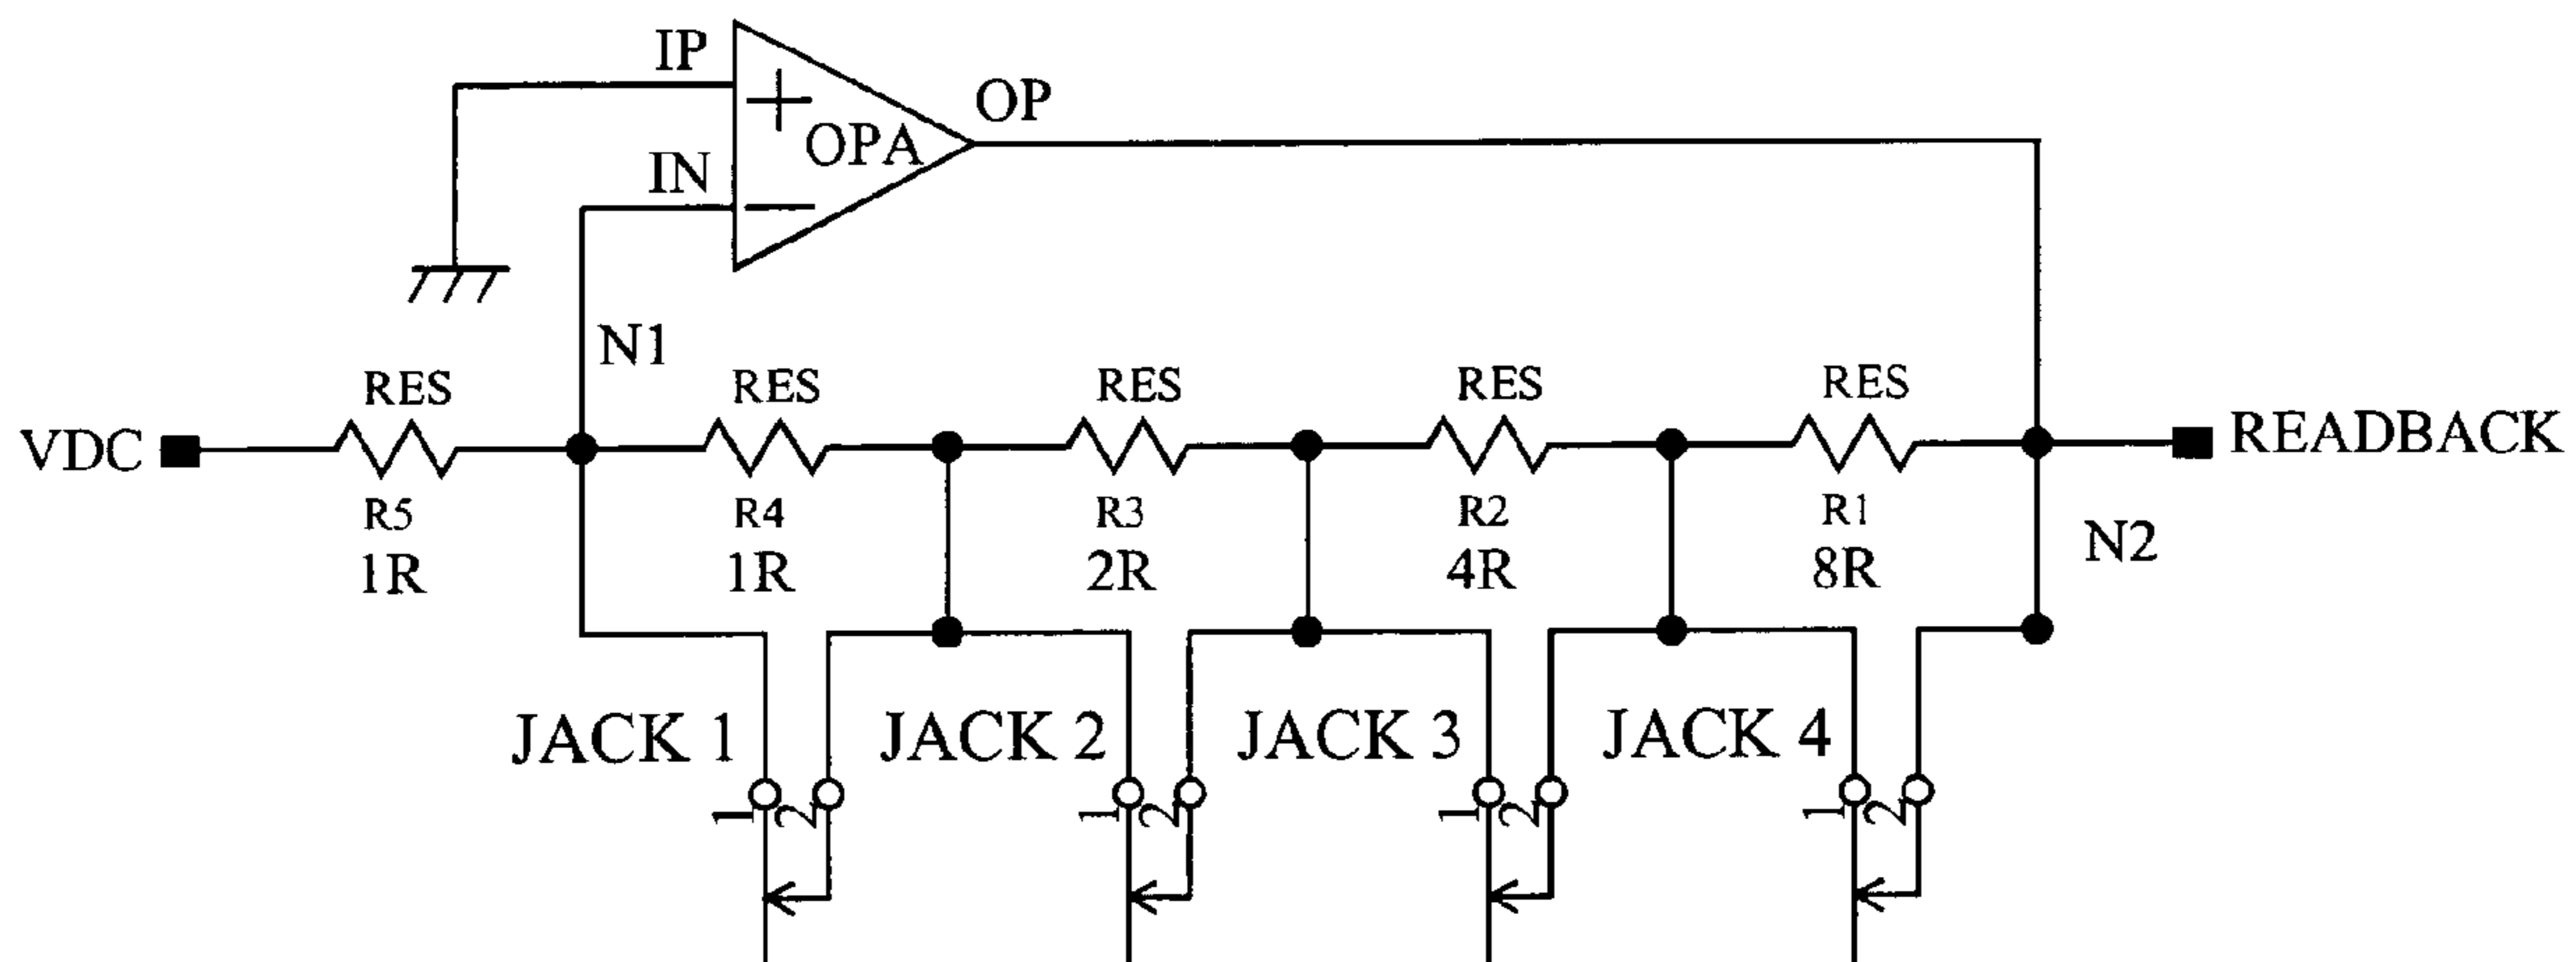 IP
OP
+
OPA
IN
−
N1
RES
RES
RES
RES
RES
VDC
READBACK
R5
R4
R3
R2
R1
1R
1R
2R
4R
8R
N2
JACK 1
JACK 2
JACK 3
JACK 4
1
2
1
2
1
2
1
2